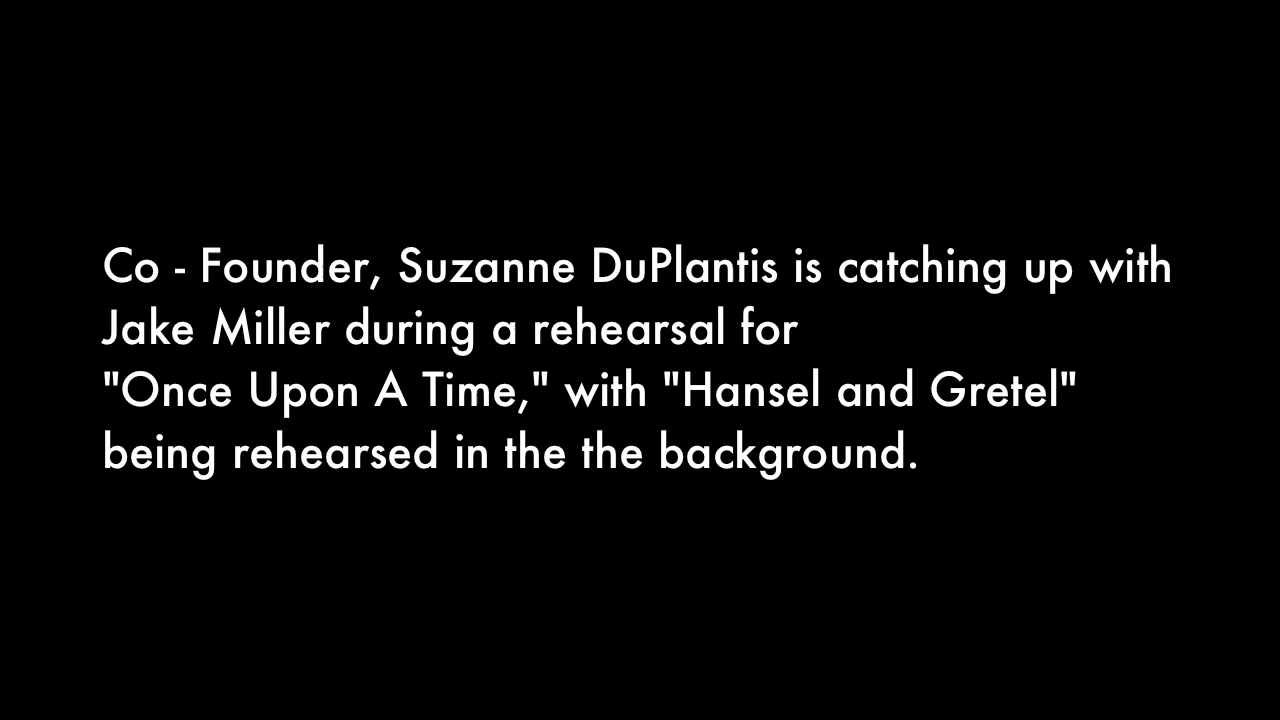 Co - Founder, Suzanne DuPlantis is catching up with
Jake Miller during a rehearsal for
"Once Upon A Time," with "Hansel and Gretel"
being rehearsed in the the background.